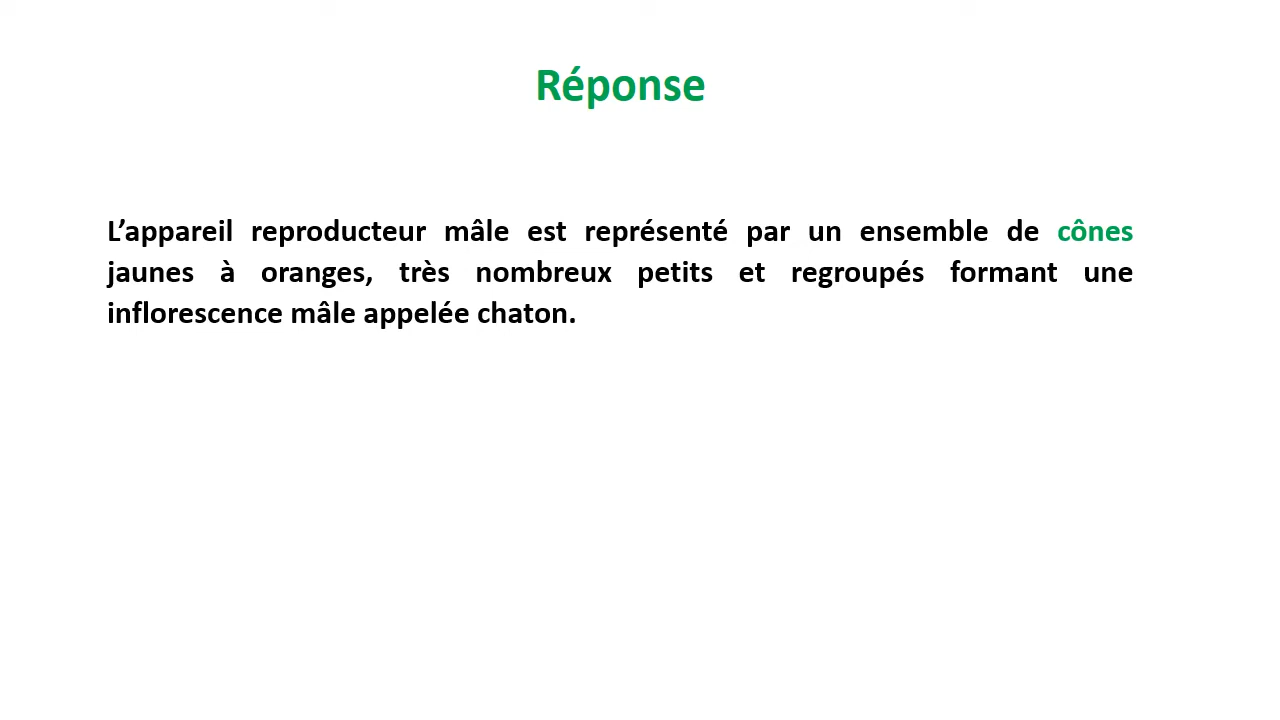 Réponse
L’appareil reproducteur mâle est représenté par un ensemble de cônes
jaunes à oranges, très nombreux petits et regroupés formant une
inflorescence mâle appelée chaton.